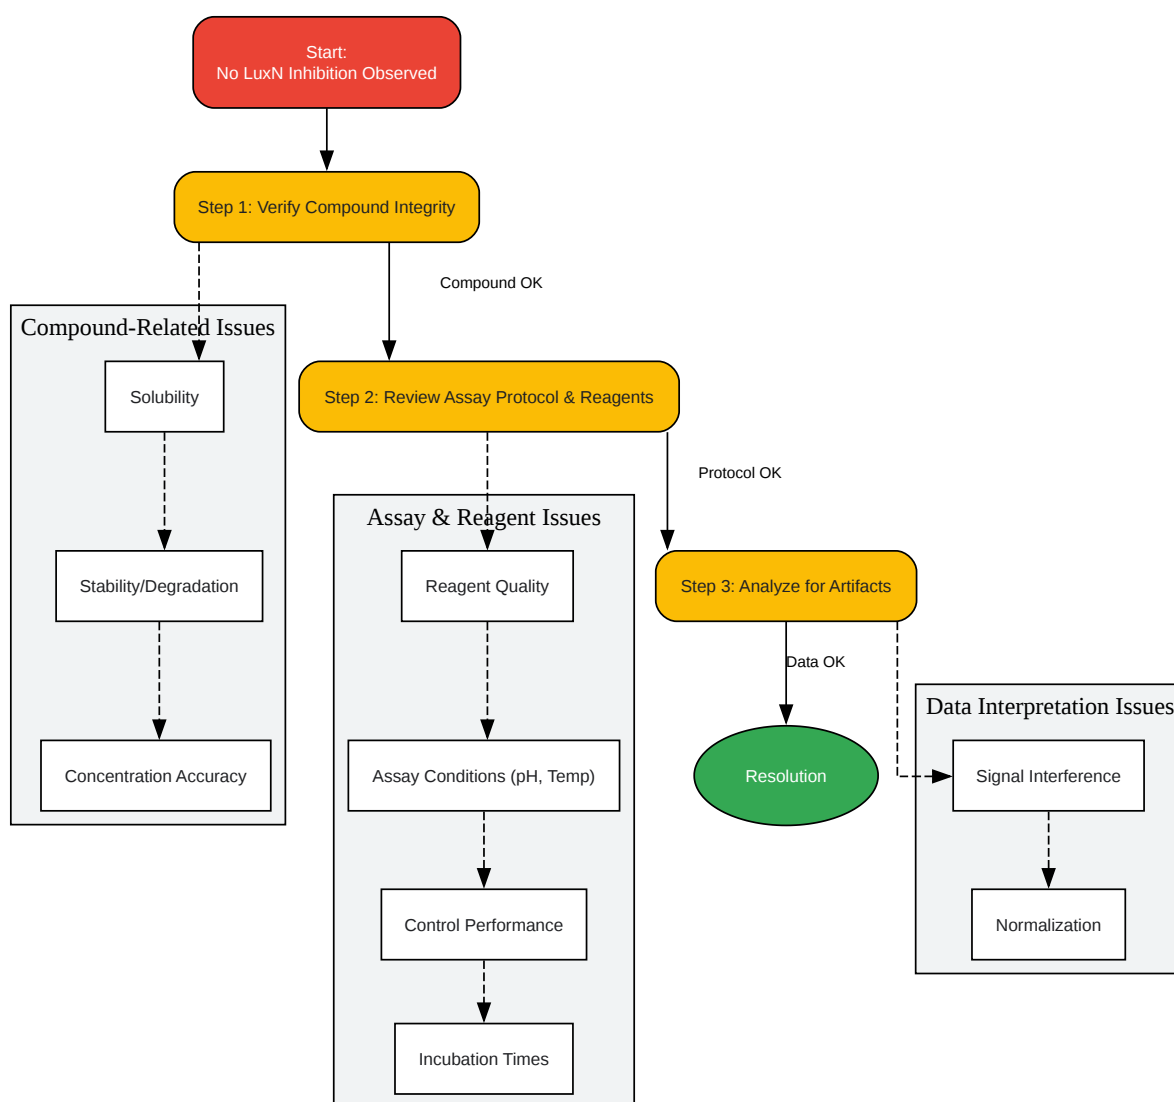 Start:
No LuxN Inhibition Observed
Step 1: Verify Compound Integrity
Compound OK
Compound-Related Issues
Solubility
Step 2: Review Assay Protocol & Reagents
Protocol OK
Assay & Reagent Issues
Stability/Degradation
Reagent Quality
Step 3: Analyze for Artifacts
Data OK
Data Interpretation Issues
Concentration Accuracy
Assay Conditions (pH, Temp)
Resolution
Signal Interference
Control Performance
Normalization
Incubation Times